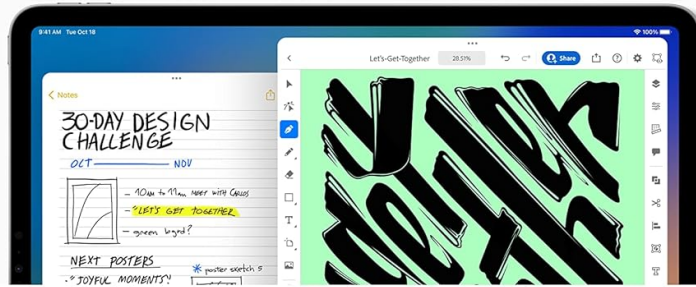 9:41 AM Tue Oct 18
100%
Notes
30-DAY DESIGN
CHALLENGE
OCT — NOV
- 10AM to 11AM MEET WITH CARLOS
- "LET'S GET TOGETHER
- green bgrd?
NEXT POSTERS
- "JOYFUL MOMENTS"
* poster sketch 5
Let's-Get-Together
28.51%
Share